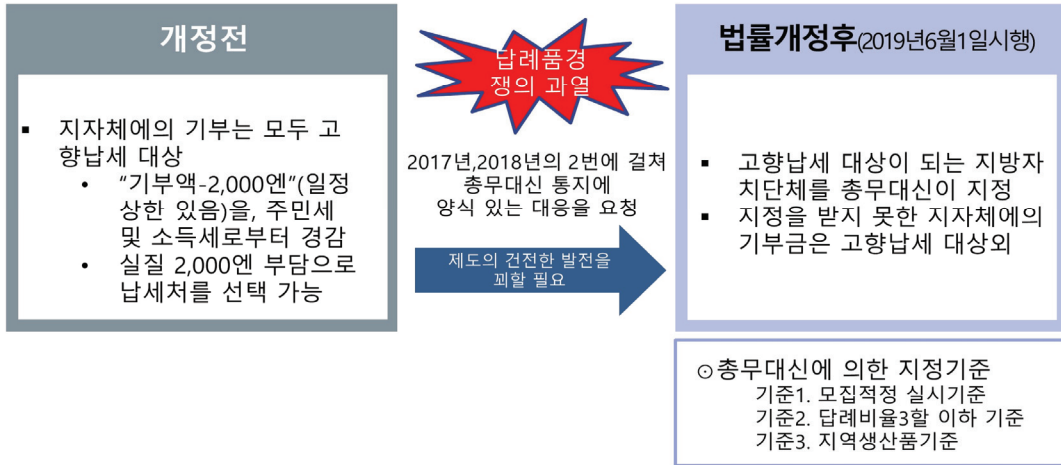 개정전
▪ 지자체에의 기부는 모두 고
향납세 대상
• “기부액-2,000엔”(일정
상한 있음)을, 주민세
및 소득세로부터 경감
• 실질 2,000엔 부담으로
납세처를 선택 가능
답례품경
쟁의 과열
2017년,2018년의 2번에 걸쳐
총무대신 통지에
양식 있는 대응을 요청
제도의 건전한 발전을
꾀할 필요
법률개정후(2019년6월1일시행)
▪ 고향납세 대상이 되는 지방자
치단체를 총무대신이 지정
▪ 지정을 받지 못한 지자체에의
기부금은 고향납세 대상외
⊙총무대신에 의한 지정기준
기준1. 모집적정 실시기준
기준2. 답례비율3할 이하 기준
기준3. 지역생산품기준